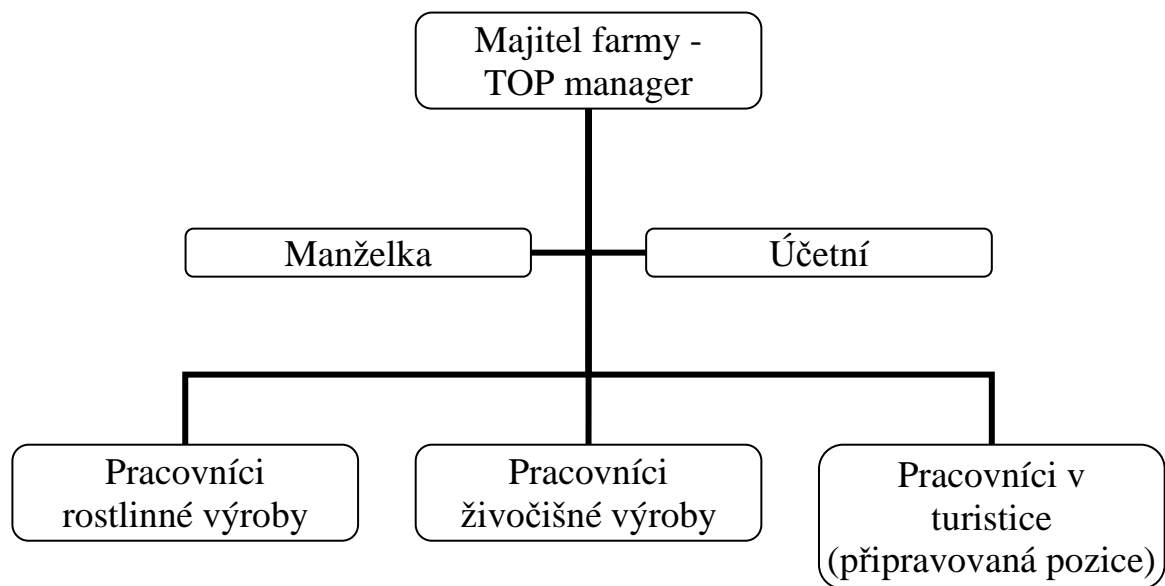 Majitel farmy -
TOP manager
Manželka
Účetní
Pracovníci
rostlinné výroby
Pracovníci
živočišné výroby
Pracovníci v
turistice
(připravovaná pozice)